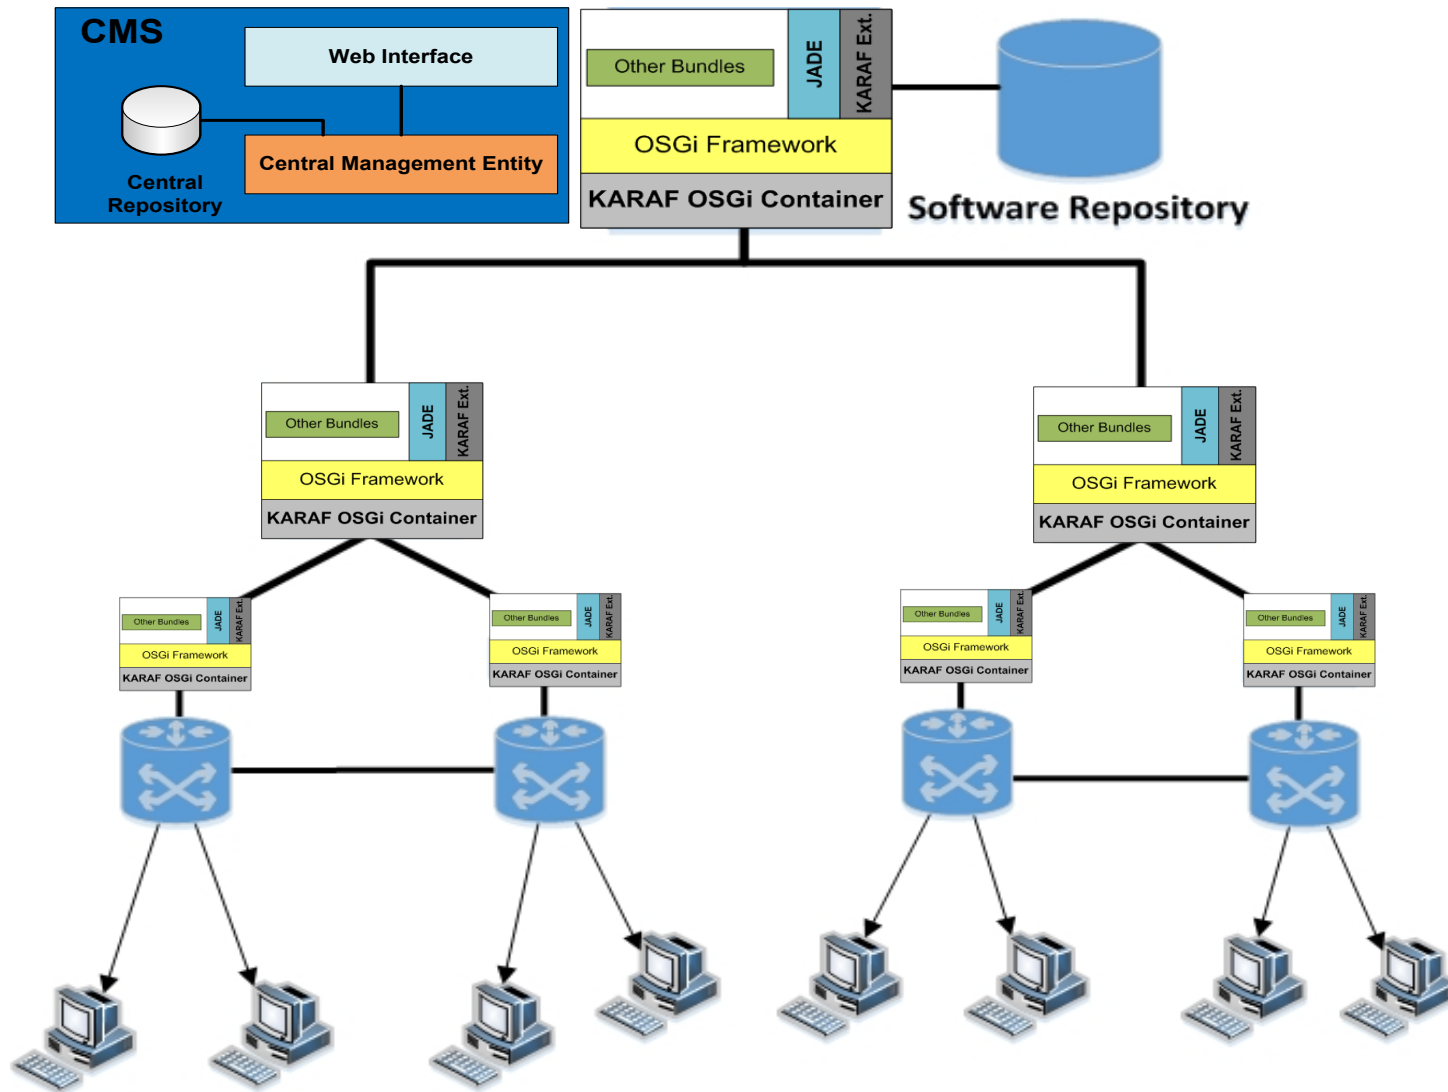 CMS
Web Interface
Central Management Entity
Central
Repository
Other Bundles
JADE
KARAF Ext.
OSGi Framework
KARAF OSGi Container
Software Repository
Other Bundles
JADE
KARAF Ext.
OSGi Framework
KARAF OSGi Container
Other Bundles
JADE
KARAF Ext.
OSGi Framework
KARAF OSGi Container
Other Bundles
JADE
KARAF Ext.
OSGi Framework
KARAF OSGi Container
Other Bundles
JADE
KARAF Ext.
OSGi Framework
KARAF OSGi Container
Other Bundles
JADE
KARAF Ext.
OSGi Framework
KARAF OSGi Container
Other Bundles
JADE
KARAF Ext.
OSGi Framework
KARAF OSGi Container